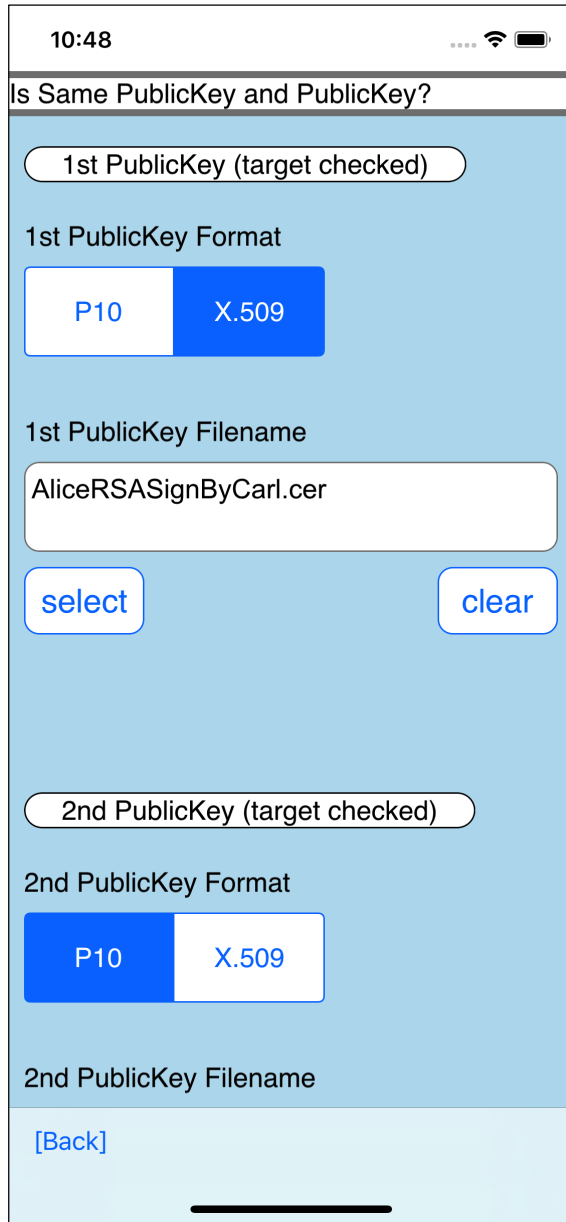 10:48
Is Same PublicKey and PublicKey?
1st PublicKey (target checked)
1st PublicKey Format
P10 X.509
1st PublicKey Filename
AliceRSASignByCarl.cer
select clear
2nd PublicKey (target checked)
2nd PublicKey Format
P10 X.509
2nd PublicKey Filename
[Back]